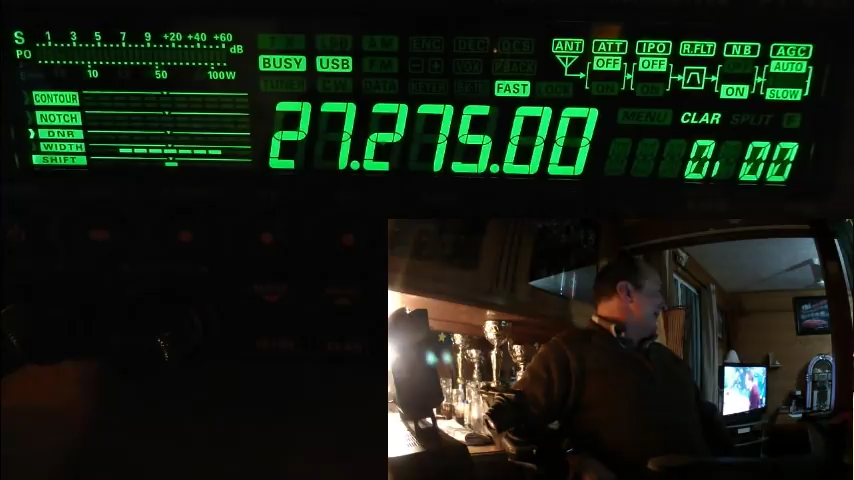 S 1 3 5 7 9 +20 +40 +60 dB
PO 10 50 100W
BUSY USB FAST
ANT ATT IPO R.FLT NB AGC
OFF OFF AUTO
ON SLOW
CONTOUR
NOTCH
DNR
WIDTH
SHIFT
MENU CLAR SPLIT
27.275.00
0.00